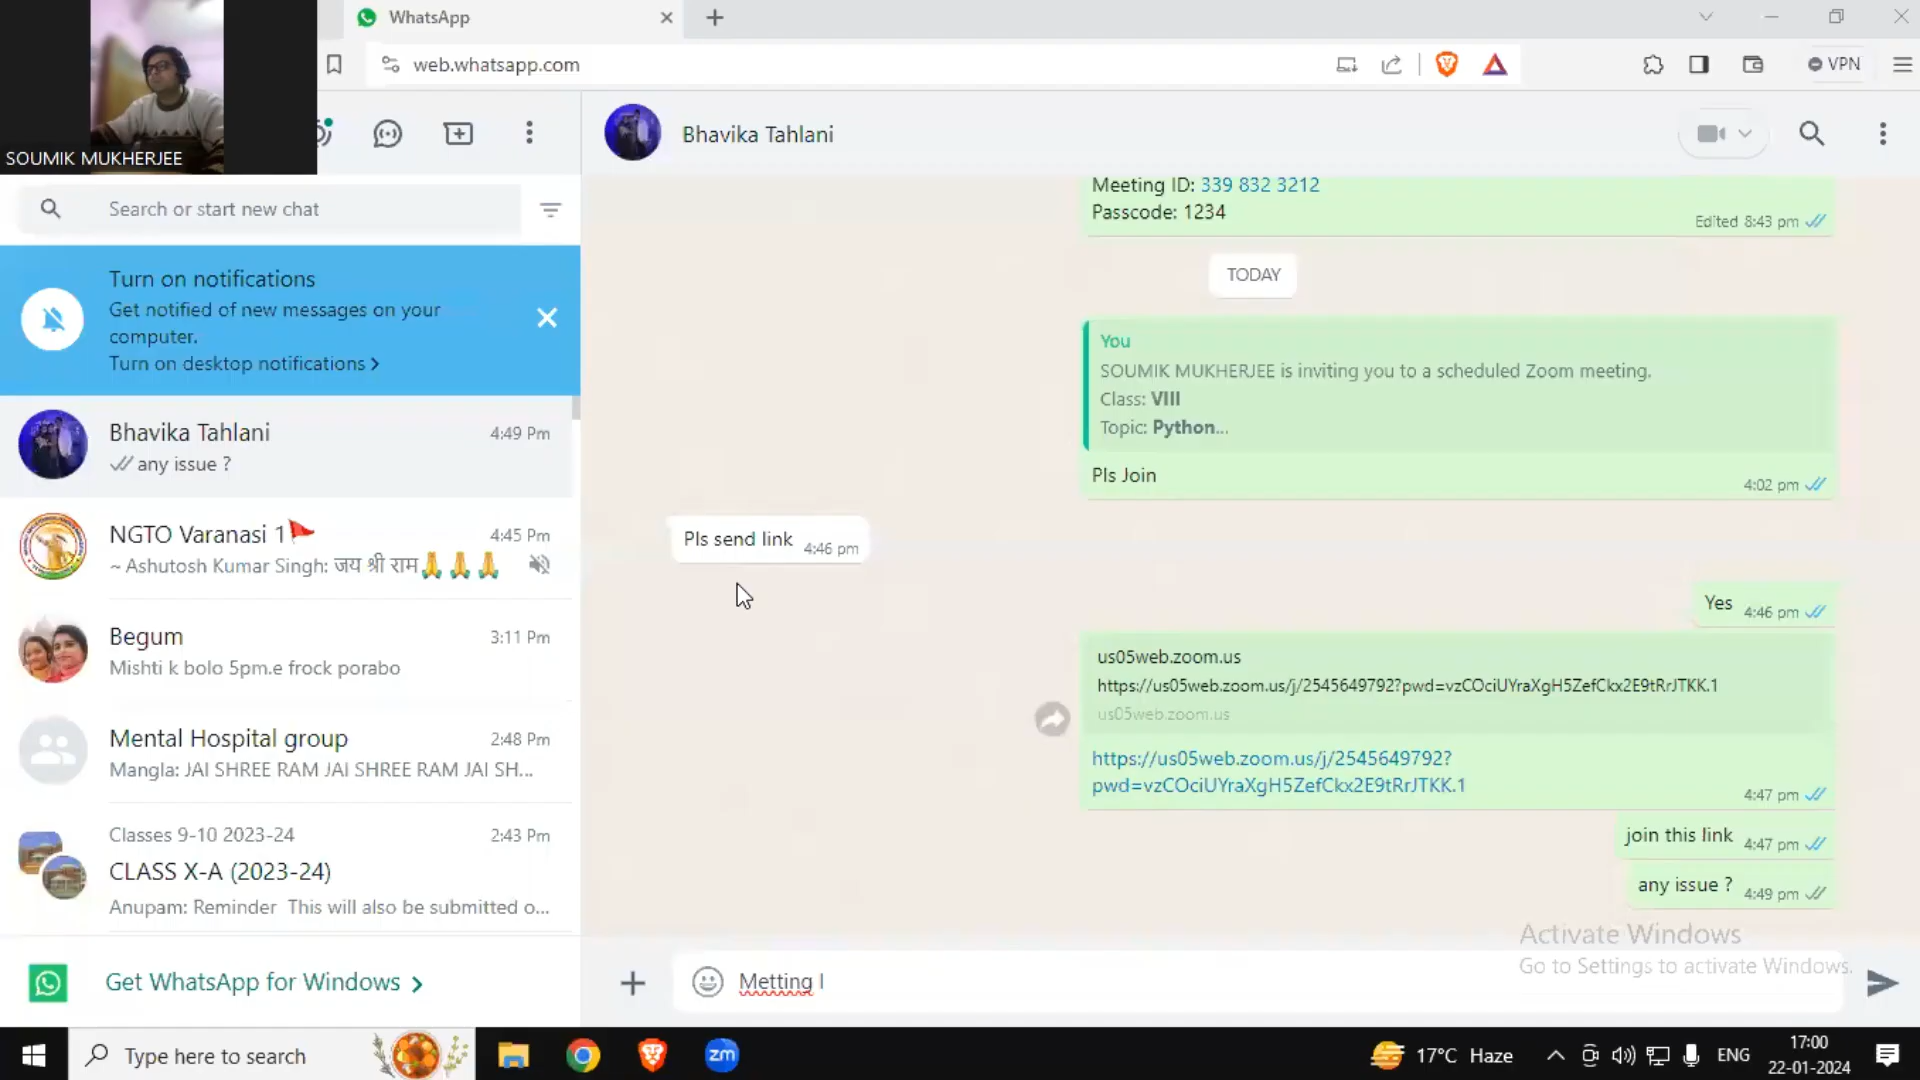 WhatsApp
web.whatsapp.com
VPN
SOUMIK MUKHERJEE
Bhavika Tahlani
Search or start new chat
Turn on notifications
Get notified of new messages on your
computer.
Turn on desktop notifications >
Bhavika Tahlani
4:49 Pm
any issue ?
NGTO Varanasi 1🚩
4:45 Pm
~ Ashutosh Kumar Singh: जय श्री राम🙏🙏🙏
Begum
3:11 Pm
Mishti k bolo 5pm.e frock porabo
Mental Hospital group
2:48 Pm
Mangla: JAI SHREE RAM JAI SHREE RAM JAI SH...
Classes 9-10 2023-24
2:43 Pm
CLASS X-A (2023-24)
Anupam: Reminder This will also be submitted o...
Get WhatsApp for Windows >
Meeting ID: 339 832 3212
Passcode: 1234
Edited 8:43 pm
TODAY
You
SOUMIK MUKHERJEE is inviting you to a scheduled Zoom meeting.
Class: VIII
Topic: Python...
Pls Join
4:02 pm
Pls send link 4:46 pm
Yes 4:46 pm
us05web.zoom.us
https://us05web.zoom.us/j/2545649792?pwd=vzCOciUYraXgH5ZefCkx2E9tRrJTKK.1
us05web.zoom.us
https://us05web.zoom.us/j/2545649792?
pwd=vzCOciUYraXgH5ZefCkx2E9tRrJTKK.1
4:47 pm
join this link 4:47 pm
any issue ? 4:49 pm
Activate Windows
Go to Settings to activate Windows.
Metting I
Type here to search
zm
17°C Haze
ENG
17:00
22-01-2024